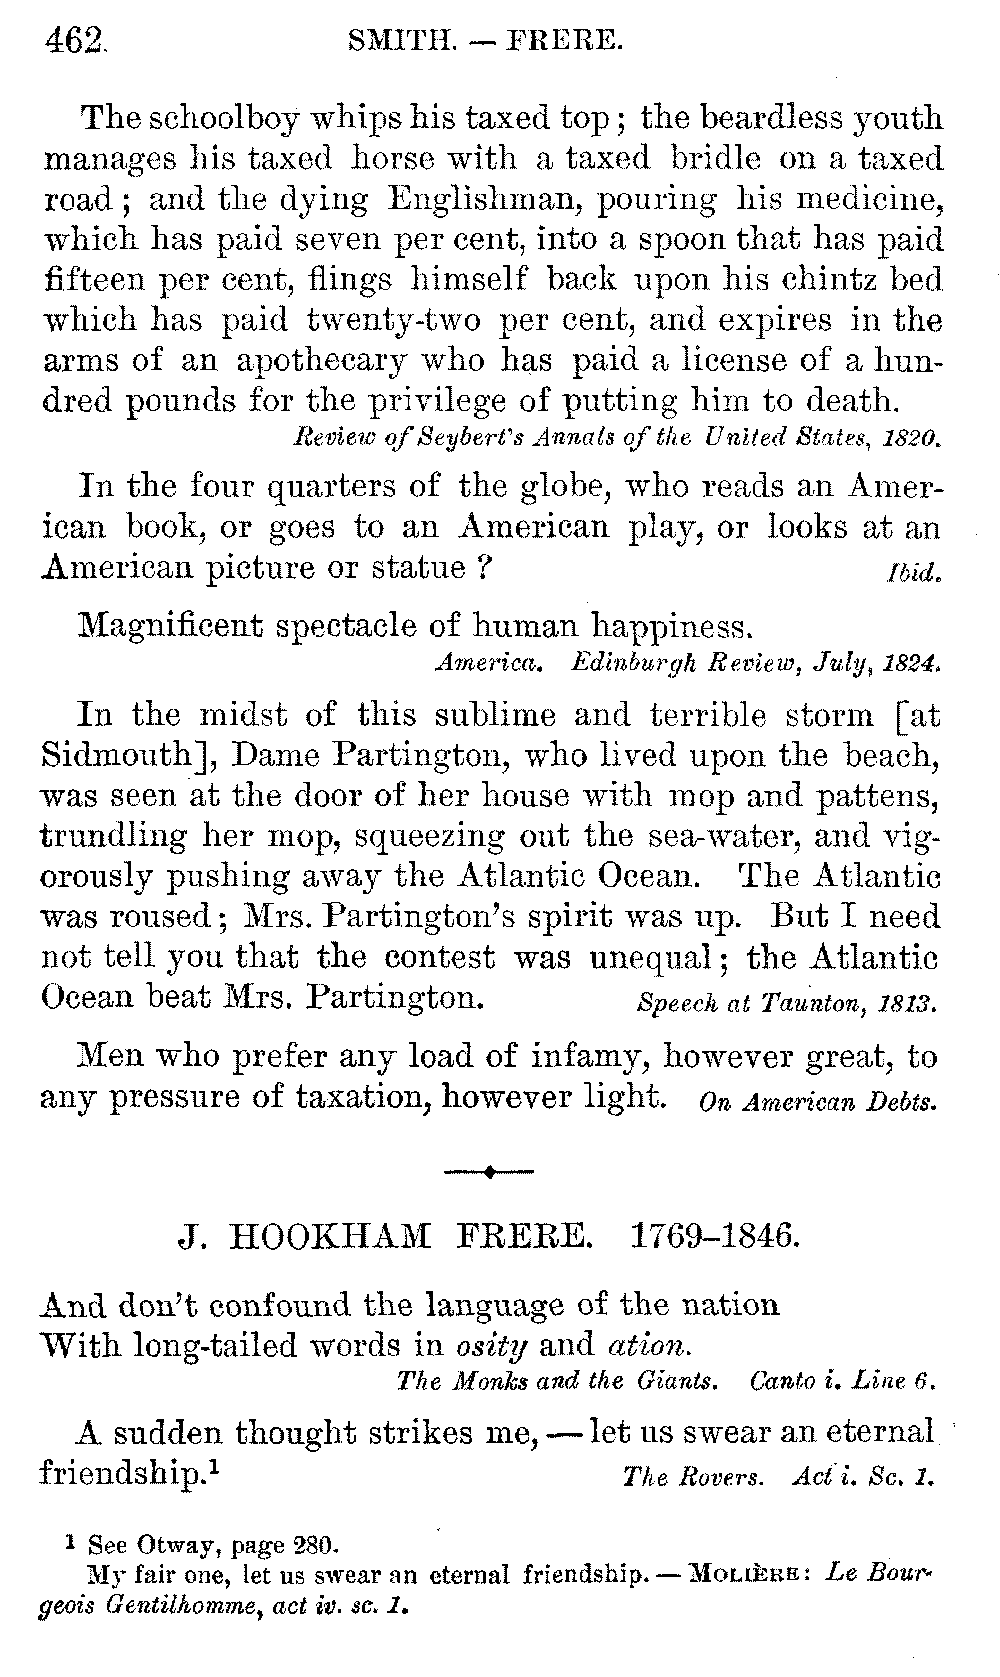 462. SMITH. — FRERE.
The schoolboy whips his taxed top; the beardless youth
manages his taxed horse with a taxed bridle on a taxed
road; and the dying Englishman, pouring his medicine,
which has paid seven per cent, into a spoon that has paid
fifteen per cent, flings himself back upon his chintz bed
which has paid twenty-two per cent, and expires in the
arms of an apothecary who has paid a license of a hun-
dred pounds for the privilege of putting him to death.
Review of Seybert's Annals of the United States, 1820.
In the four quarters of the globe, who reads an Amer-
ican book, or goes to an American play, or looks at an
American picture or statue? Ibid.
Magnificent spectacle of human happiness.
America. Edinburgh Review, July, 1824.
In the midst of this sublime and terrible storm [at
Sidmouth], Dame Partington, who lived upon the beach,
was seen at the door of her house with mop and pattens,
trundling her mop, squeezing out the sea-water, and vig-
orously pushing away the Atlantic Ocean. The Atlantic
was roused; Mrs. Partington's spirit was up. But I need
not tell you that the contest was unequal; the Atlantic
Ocean beat Mrs. Partington. Speech at Taunton, 1813.
Men who prefer any load of infamy, however great, to
any pressure of taxation, however light. On American Debts.
J. HOOKHAM FRERE. 1769–1846.
And don't confound the language of the nation
With long-tailed words in osity and ation.
The Monks and the Giants. Canto i. Line 6.
A sudden thought strikes me, — let us swear an eternal
friendship.¹ The Rovers. Act i. Sc. 1.
1 See Otway, page 280.
My fair one, let us swear an eternal friendship. — MOLIÈRE: Le Bour-
geois Gentilhomme, act iv. sc. 1.